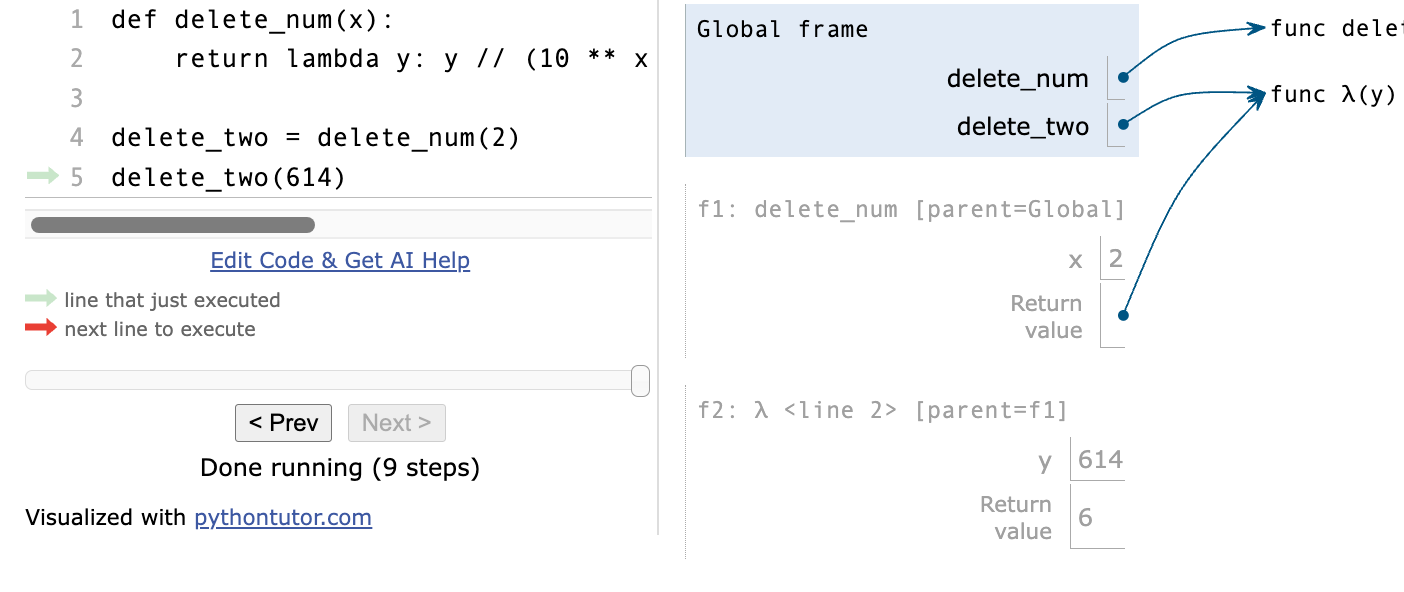 1 def delete_num(x):
2 return lambda y: y // (10 ** x
3
4 delete_two = delete_num(2)
5 delete_two(614)
Edit Code & Get AI Help
line that just executed
next line to execute
< Prev Next >
Done running (9 steps)
Visualized with pythontutor.com
Global frame
delete_num
delete_two
func
func λ(y)
f1: delete_num [parent=Global]
x 2
Return
value
f2: λ <line 2> [parent=f1]
y 614
Return
value 6